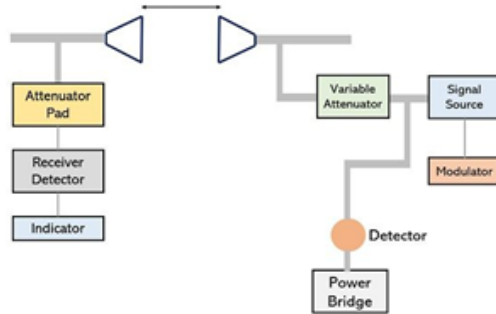 Attenuator
Pad
Receiver
Detector
Indicator
Variable
Attenuator
Signal
Source
Modulator
Detector
Power
Bridge